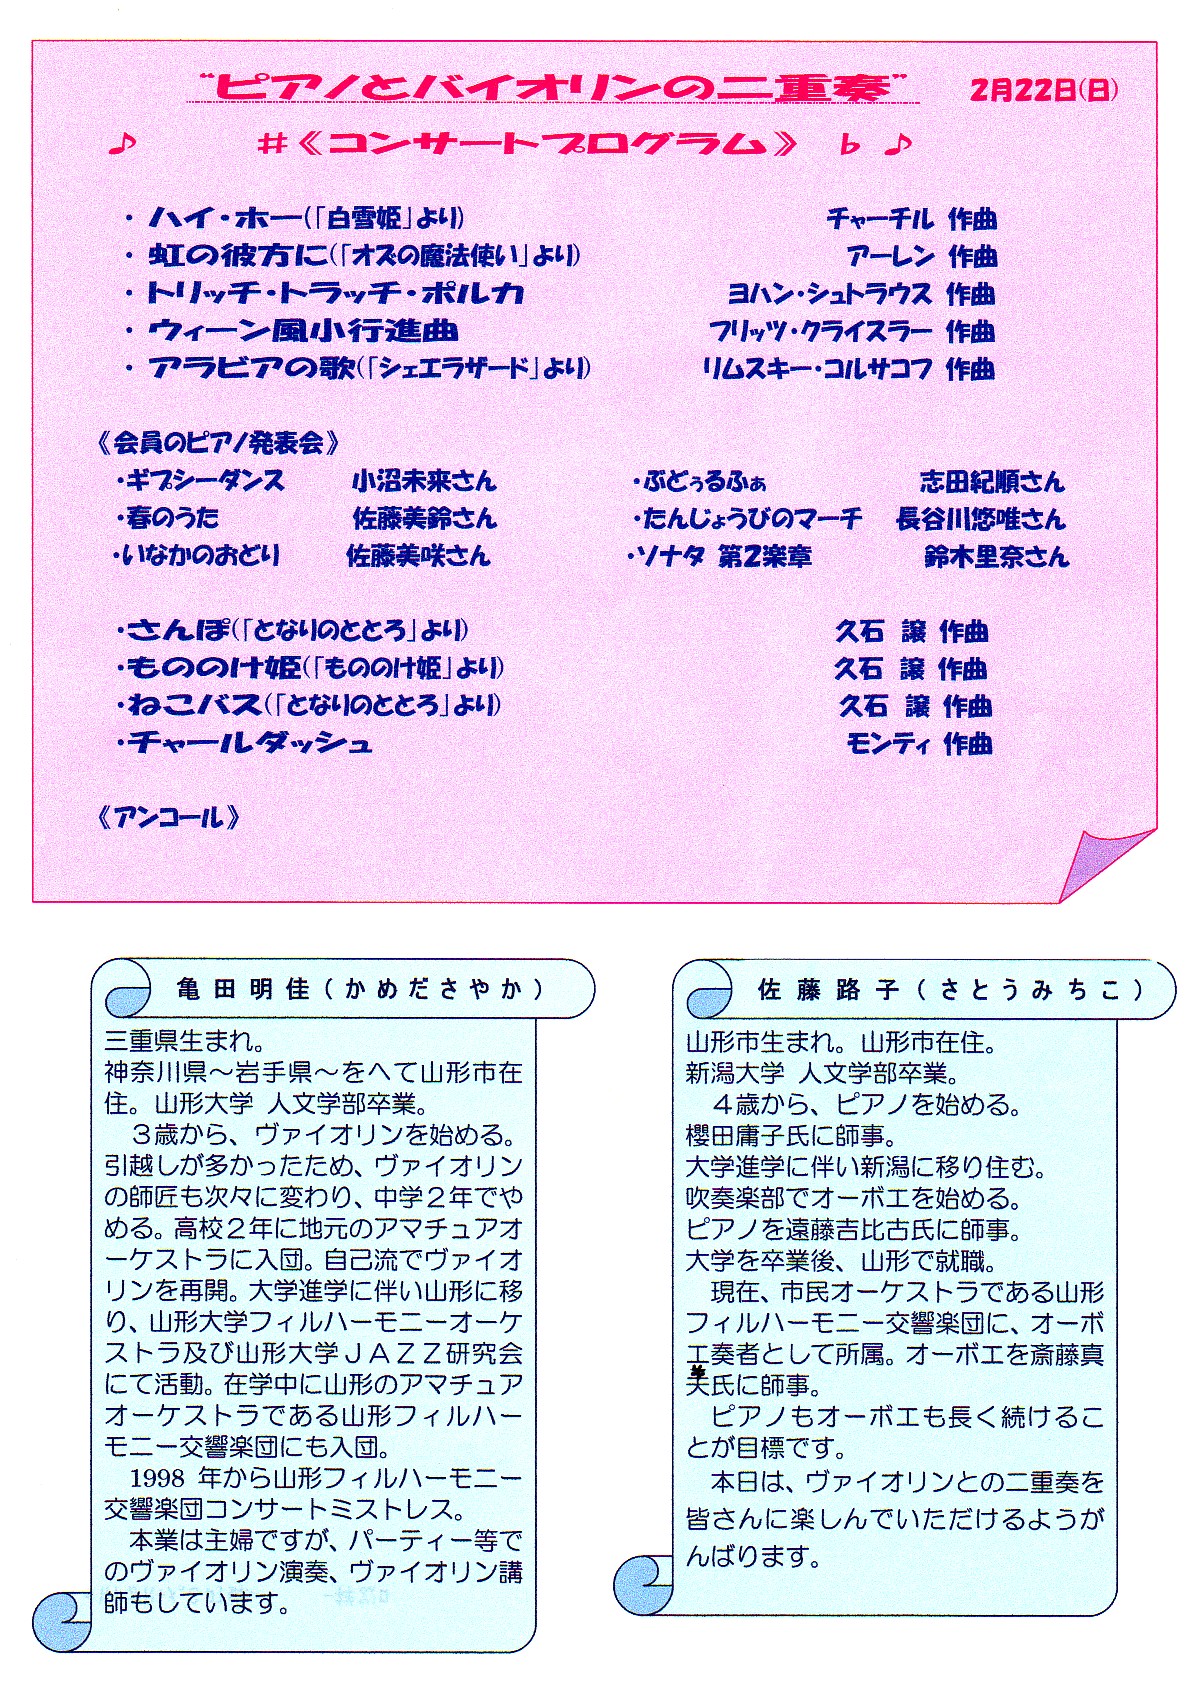 “ピアノとバイオリンの二重奏” 2月22日(日)
♪ #《コンサートプログラム》 ♭ ♪
・ハイ・ホー(「白雪姫」より) チャーチル 作曲
・虹の彼方に(「オズの魔法使い」より) アーレン 作曲
・トリッチ・トラッチ・ポルカ ヨハン・シュトラウス 作曲
・ウィーン風小行進曲 フリッツ・クライスラー 作曲
・アラビアの歌(「シェエラザード」より) リムスキー・コルサコフ 作曲
《会員のピアノ発表会》
・ギプシーダンス 小沼未来さん ・ぶどぅるふぁ 志田紀順さん
・春のうた 佐藤美鈴さん ・たんじょうびのマーチ 長谷川悠唯さん
・いなかのおどり 佐藤美咲さん ・ソナタ 第2楽章 鈴木里奈さん
・さんぽ(「となりのととろ」より) 久石 譲 作曲
・もののけ姫(「もののけ姫」より) 久石 譲 作曲
・ねこバス(「となりのととろ」より) 久石 譲 作曲
・チャールダッシュ モンティ 作曲
《アンコール》
亀田明佳(かめださやか)
三重県生まれ。
神奈川県～岩手県～をへて山形市在
住。山形大学 人文学部卒業。
３歳から、ヴァイオリンを始める。
引越しが多かったため、ヴァイオリン
の師匠も次々に変わり、中学２年でや
める。高校２年に地元のアマチュアオ
ーケストラに入団。自己流でヴァイオ
リンを再開。大学進学に伴い山形に移
り、山形大学フィルハーモニーオーケ
ストラ及び山形大学ＪＡＺＺ研究会
にて活動。在学中に山形のアマチュア
オーケストラである山形フィルハー
モニー交響楽団にも入団。
1998 年から山形フィルハーモニー
交響楽団コンサートミストレス。
本業は主婦ですが、パーティー等で
のヴァイオリン演奏、ヴァイオリン講
師もしています。
佐藤路子(さとうみちこ)
山形市生まれ。山形市在住。
新潟大学 人文学部卒業。
４歳から、ピアノを始める。
櫻田庸子氏に師事。
大学進学に伴い新潟に移り住む。
吹奏楽部でオーボエを始める。
ピアノを遠藤吉比古氏に師事。
大学を卒業後、山形で就職。
現在、市民オーケストラである山形
フィルハーモニー交響楽団に、オーボ
エ奏者として所属。オーボエを斎藤真
美氏に師事。
ピアノもオーボエも長く続けるこ
とが目標です。
本日は、ヴァイオリンとの二重奏を
皆さんに楽しんでいただけるようが
んばります。